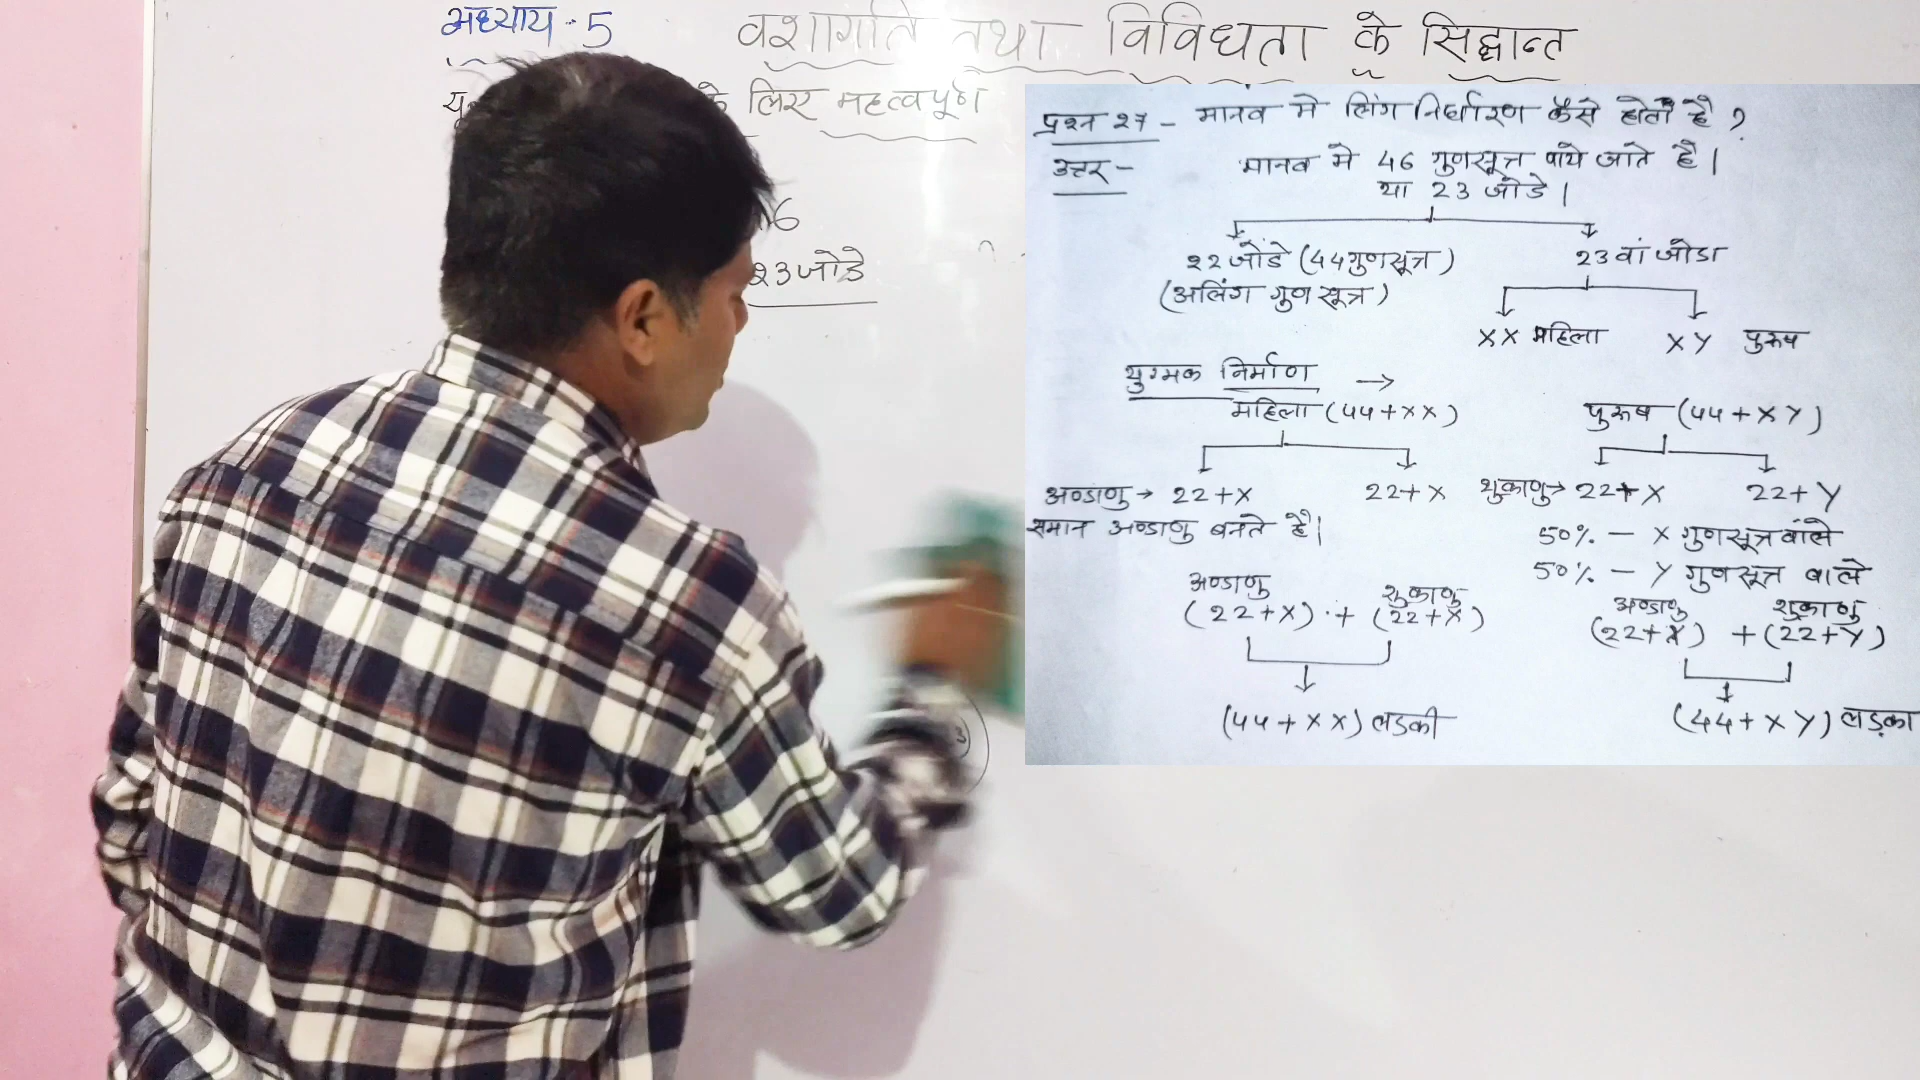 अध्याय-5 वंशागति तथा विविधता के सिद्धान्त
के लिए महत्वपूर्ण
6
23 जोडे
प्रश्न 27 - मानव मे लिंग निर्धारण कैसे होता है ?
उत्तर - मानव मे 46 गुणसूत्र पाये जाते है।
या 23 जोडे।
22 जोंडे (44 गुणसूत्र) 23 वां जोडा
(अलिंग गुणसूत्र)
XX महिला XY पुरूष
युग्मक निर्माण →
महिला (44+XX) पुरूष (44+XY)
अण्डाणु → 22+X 22+X शुक्राणु → 22+X 22+Y
समान अण्डाणु बनते है। 50% - X गुणसूत्र वाले
50% - Y गुणसूत्र वाले
अण्डाणु शुक्राणु अण्डाणु शुक्राणु
(22+X) + (22+X) (22+X) + (22+Y)
(44+XX) लडकी (44+XY) लड़का